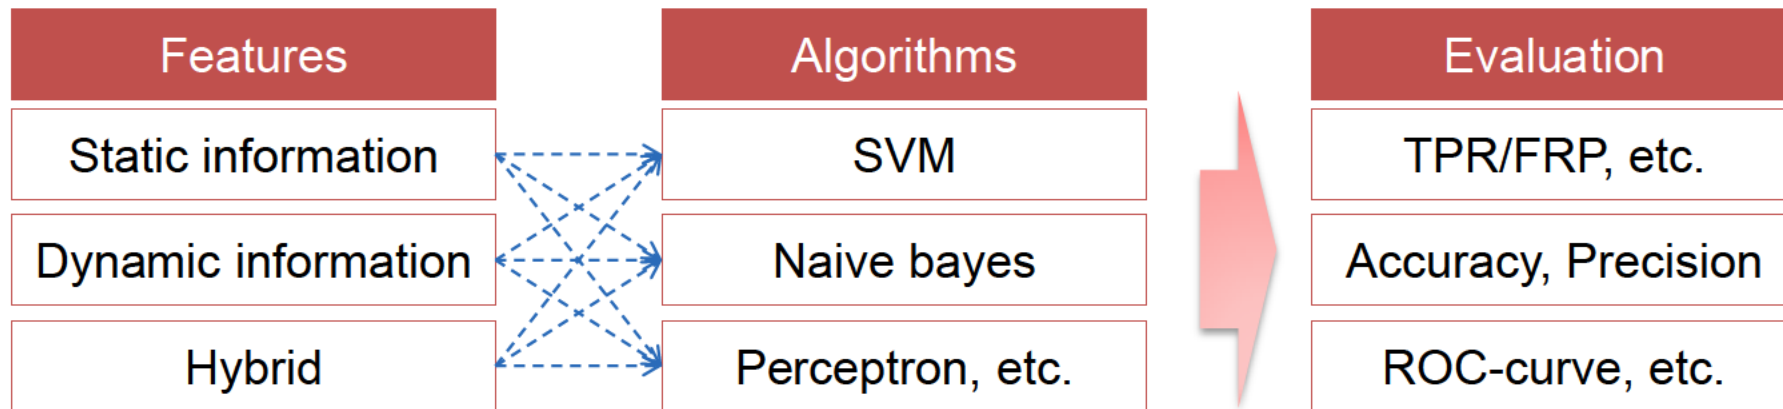 Features
Algorithms
Evaluation
Static information
SVM
TPR/FRP, etc.
Dynamic information
Naive bayes
Accuracy, Precision
Hybrid
Perceptron, etc.
ROC-curve, etc.